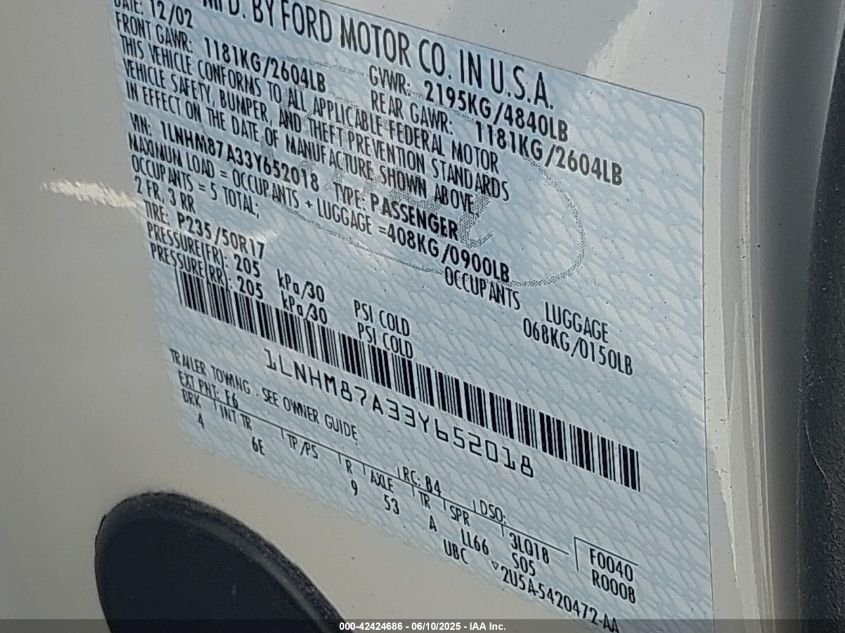 MFD. BY FORD MOTOR CO. IN U.S.A.
DATE: 12/02 GVWR: 2195KG/4840LB
FRONT GAWR: 1181KG/2604LB REAR GAWR: 1181KG/2604LB
THIS VEHICLE CONFORMS TO ALL APPLICABLE FEDERAL MOTOR
VEHICLE SAFETY, BUMPER, AND THEFT PREVENTION STANDARDS
IN EFFECT ON THE DATE OF MANUFACTURE SHOWN ABOVE.
VIN: 1LNHM87A33Y652018 TYPE: PASSENGER
MAXIMUM LOAD = OCCUPANTS + LUGGAGE =408KG/0900LB
OCCUPANTS = 5 TOTAL; OCCUPANTS LUGGAGE
2 FR, 3 RR 068KG/0150LB
TIRE: P235/50R17
PRESSURE(FR): 205 kPa/30 PSI COLD
PRESSURE(RR): 205 kPa/30 PSI COLD
1LNHM87A33Y652018
TRAILER TOWING - SEE OWNER GUIDE
EXT PNT: F6 RC: 84 DSO: F0040
BRK INT TR TP/PS R AXLE TR SPR 3LQ18 R0008
4 6E 9 53 A LL66 S05
UBC 2U5A-5420472-AA
000-42424686 - 06/10/2025 - IAA Inc.